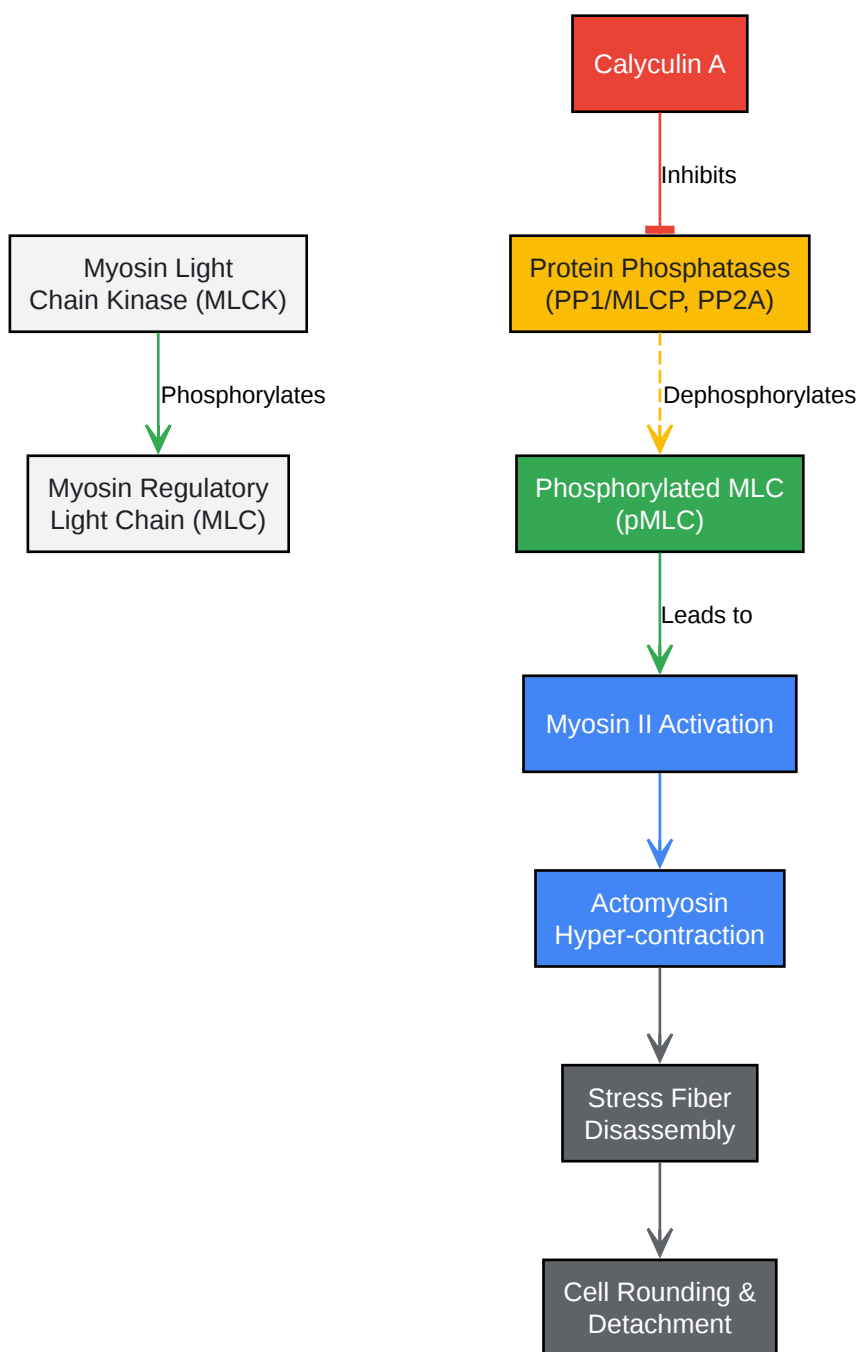 Calyculin A
Inhibits
Myosin Light
Chain Kinase (MLCK)
Protein Phosphatases
(PP1/MLCP, PP2A)
Phosphorylates
Dephosphorylates
Myosin Regulatory
Light Chain (MLC)
Phosphorylated MLC
(pMLC)
Leads to
Myosin II Activation
Actomyosin
Hyper-contraction
Stress Fiber
Disassembly
Cell Rounding &
Detachment